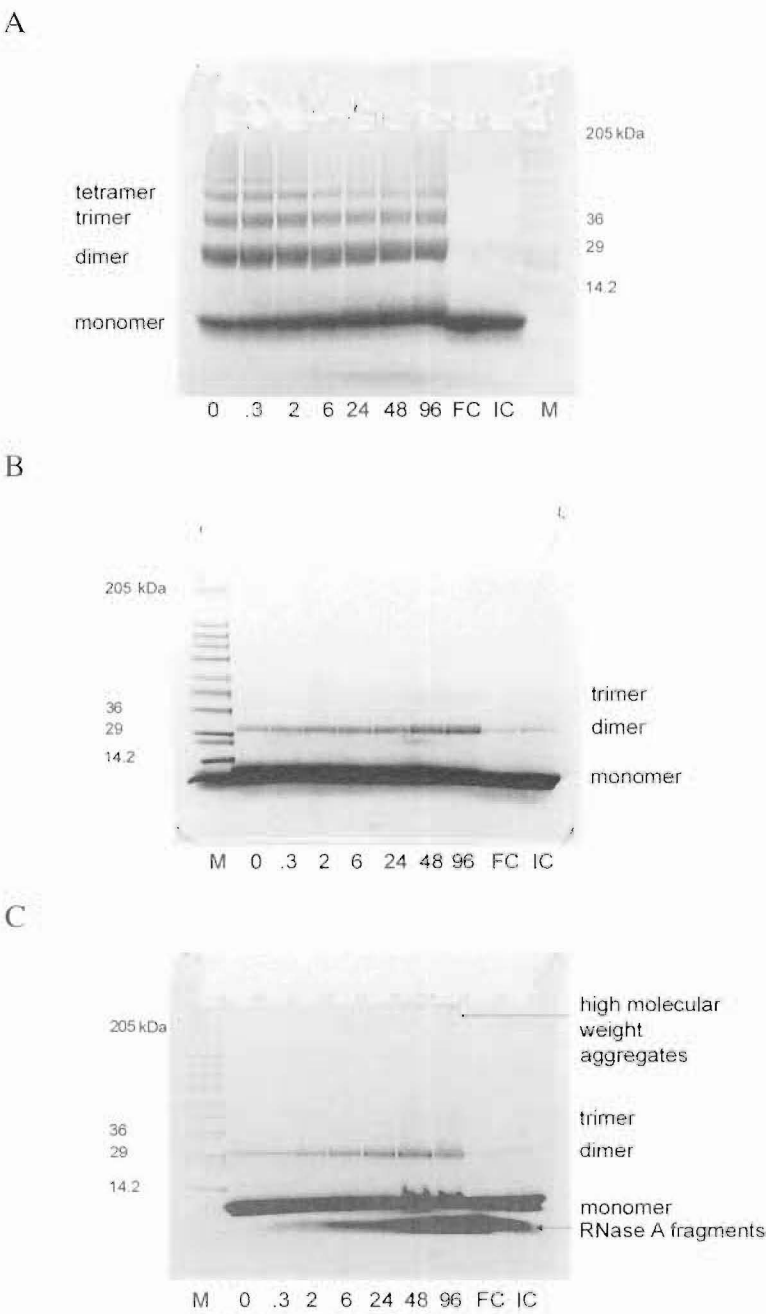 A
205 kDa
tetramer
trimer
36
dimer
29
14.2
monomer
0 .3 2 6 24 48 96 FC IC M
B
205 kDa
trimer
36
dimer
29
14.2
monomer
M 0 .3 2 6 24 48 96 FC IC
C
high molecular
weight
aggregates
205 kDa
trimer
36
dimer
29
14.2
monomer
RNase A fragments
M 0 .3 2 6 24 48 96 FC IC